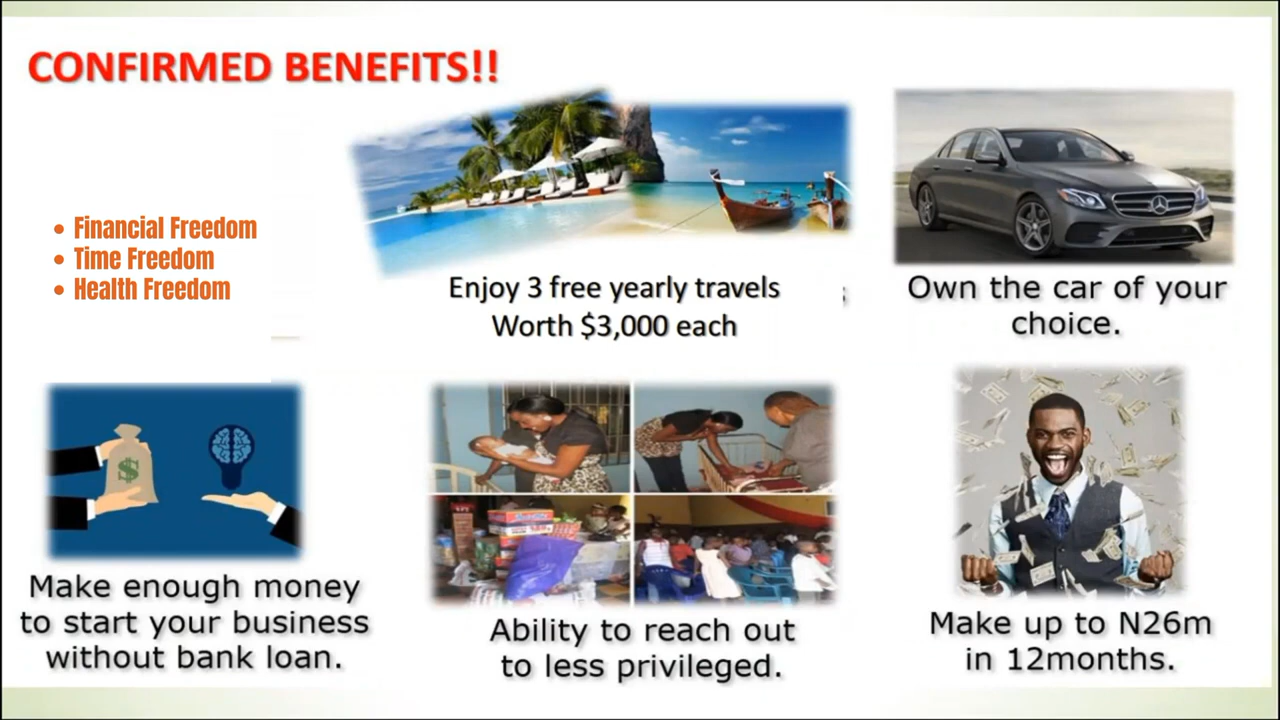 CONFIRMED BENEFITS!!
• Financial Freedom
• Time Freedom
• Health Freedom
Enjoy 3 free yearly travels
Worth $3,000 each
Own the car of your
choice.
$
Make enough money
to start your business
without bank loan.
Ability to reach out
to less privileged.
Make up to N26m
in 12months.